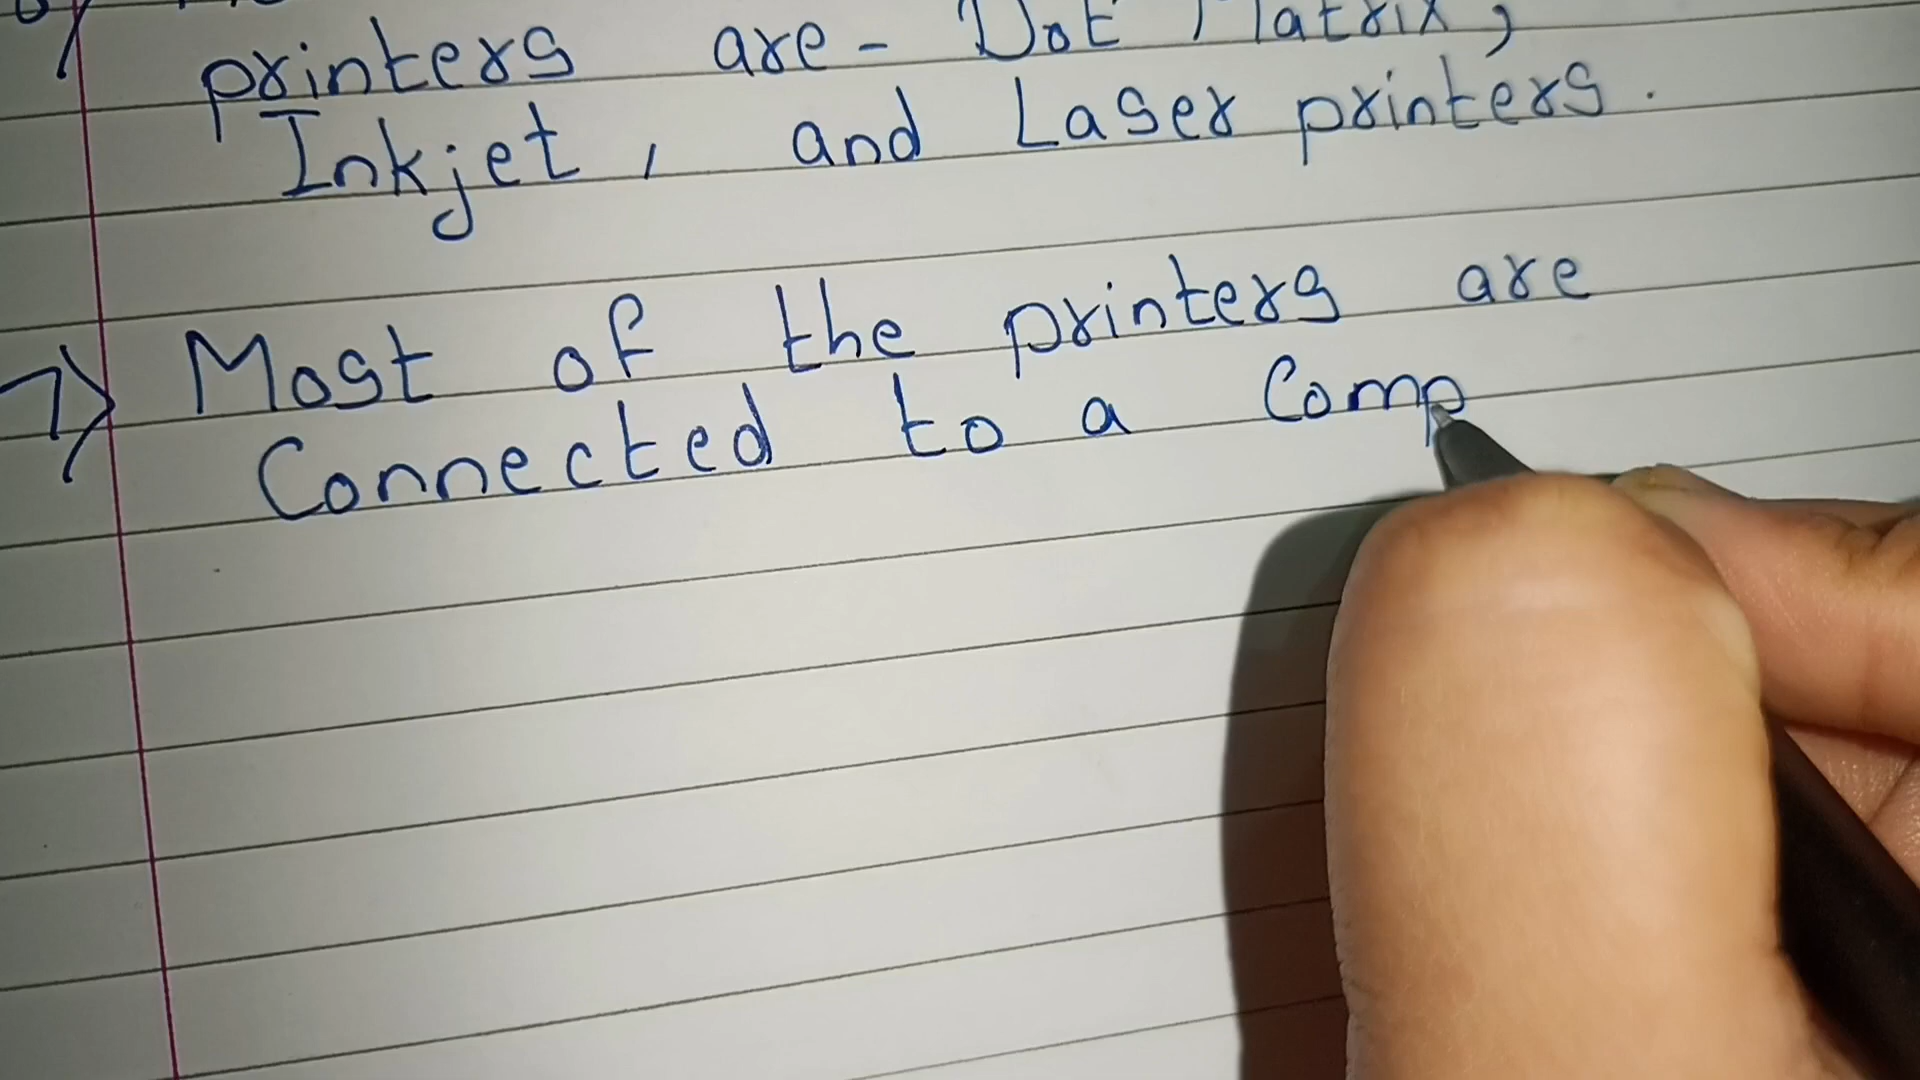 printers are - Dot Matrix,
Inkjet, and Laser printers.
7) Most of the printers are
Connected to a Comp